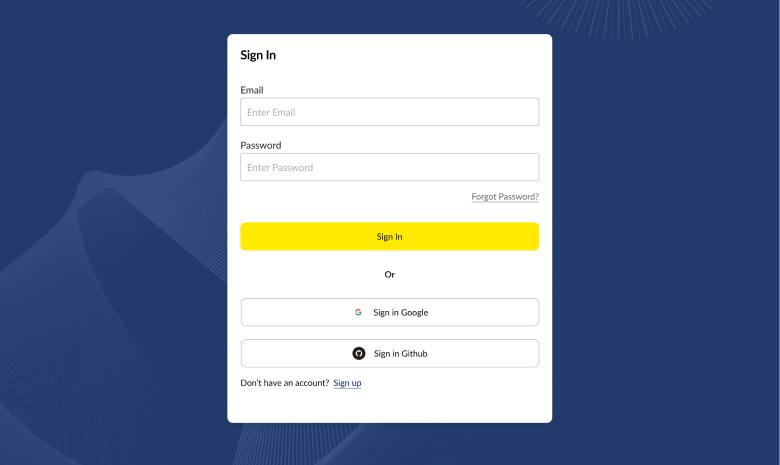 Sign In
Email
Enter Email
Password
Enter Password
Forgot Password?
Sign In
Or
Sign in Google
Sign in Github
Don't have an account? Sign up